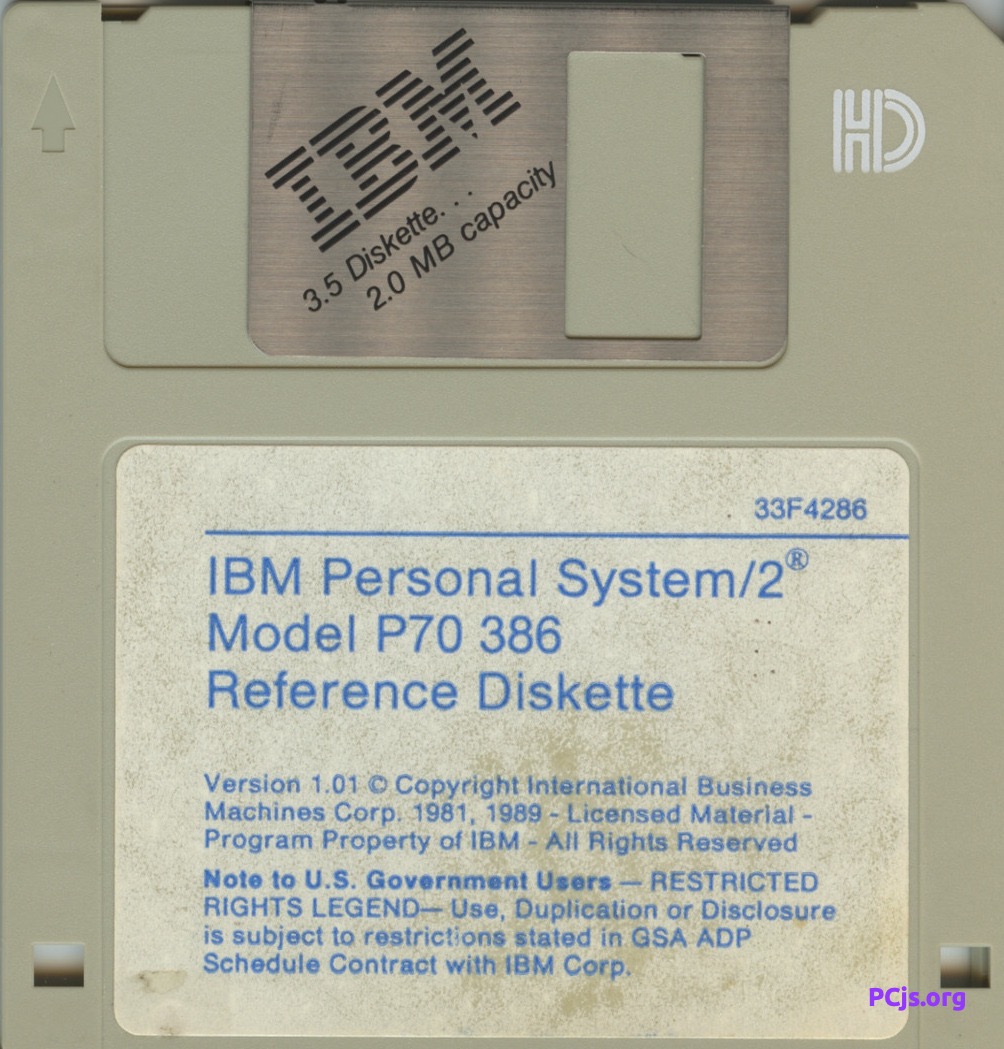 IBM
3.5 Diskette. . .
2.0 MB capacity
HD
33F4286
IBM Personal System/2®
Model P70 386
Reference Diskette
Version 1.01 © Copyright International Business
Machines Corp. 1981, 1989 - Licensed Material -
Program Property of IBM - All Rights Reserved
Note to U.S. Government Users — RESTRICTED
RIGHTS LEGEND— Use, Duplication or Disclosure
is subject to restrictions stated in GSA ADP
Schedule Contract with IBM Corp.
PCjs.org